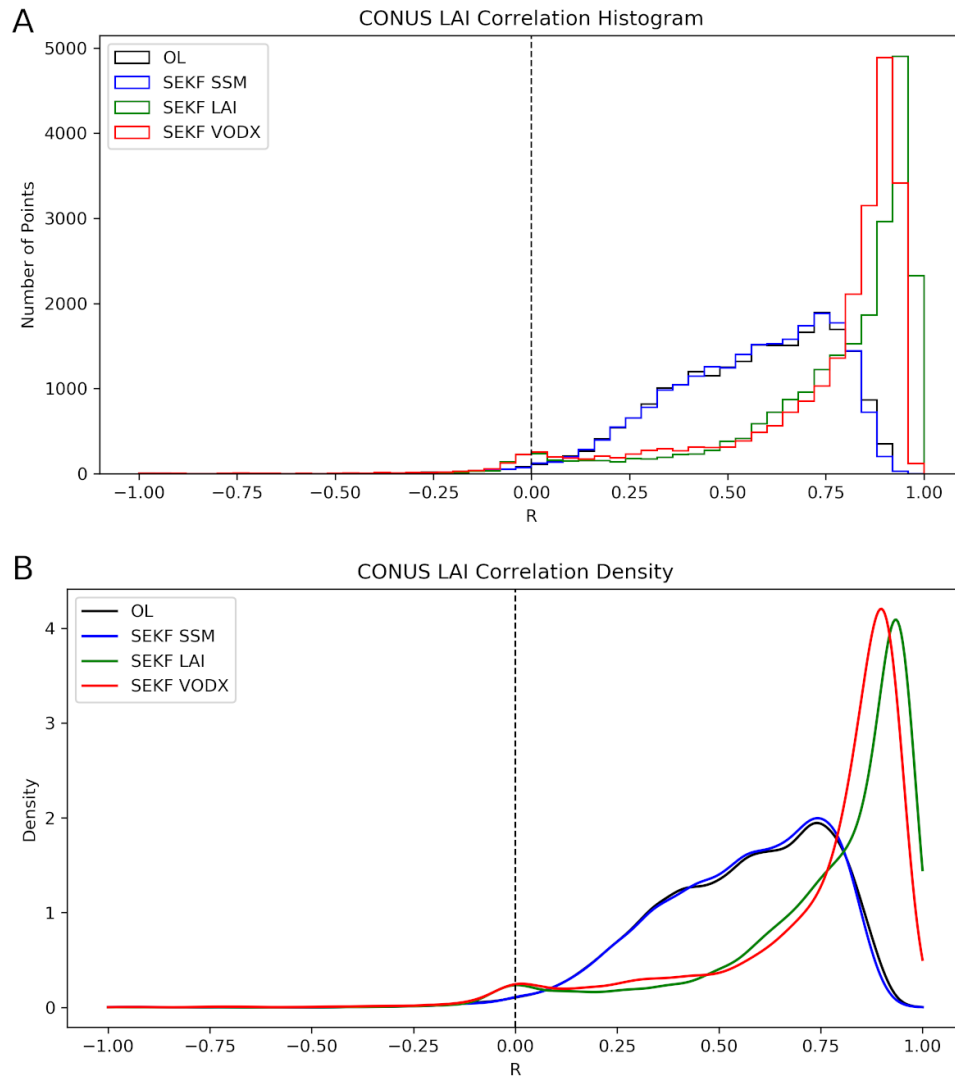 A
CONUS LAI Correlation Histogram
OL
SEKF SSM
SEKF LAI
SEKF VODX
5000
4000
3000
2000
1000
0
Number of Points
−1.00 −0.75 −0.50 −0.25 0.00 0.25 0.50 0.75 1.00
R
B
CONUS LAI Correlation Density
OL
SEKF SSM
SEKF LAI
SEKF VODX
4
3
2
1
0
Density
−1.00 −0.75 −0.50 −0.25 0.00 0.25 0.50 0.75 1.00
R